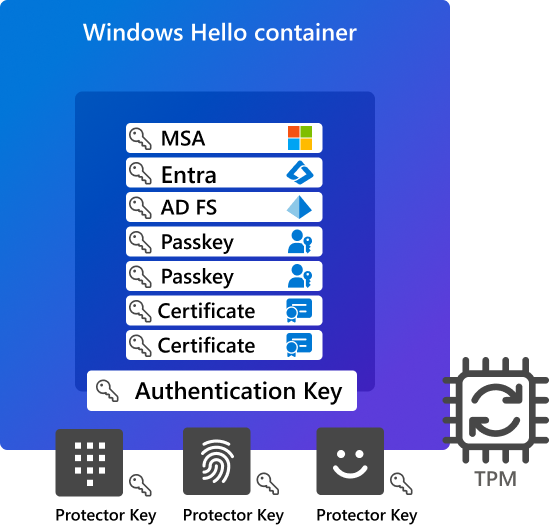 Windows Hello container
MSA
Entra
AD FS
Passkey
Passkey
Certificate
Certificate
Authentication Key
TPM
Protector Key
Protector Key
Protector Key